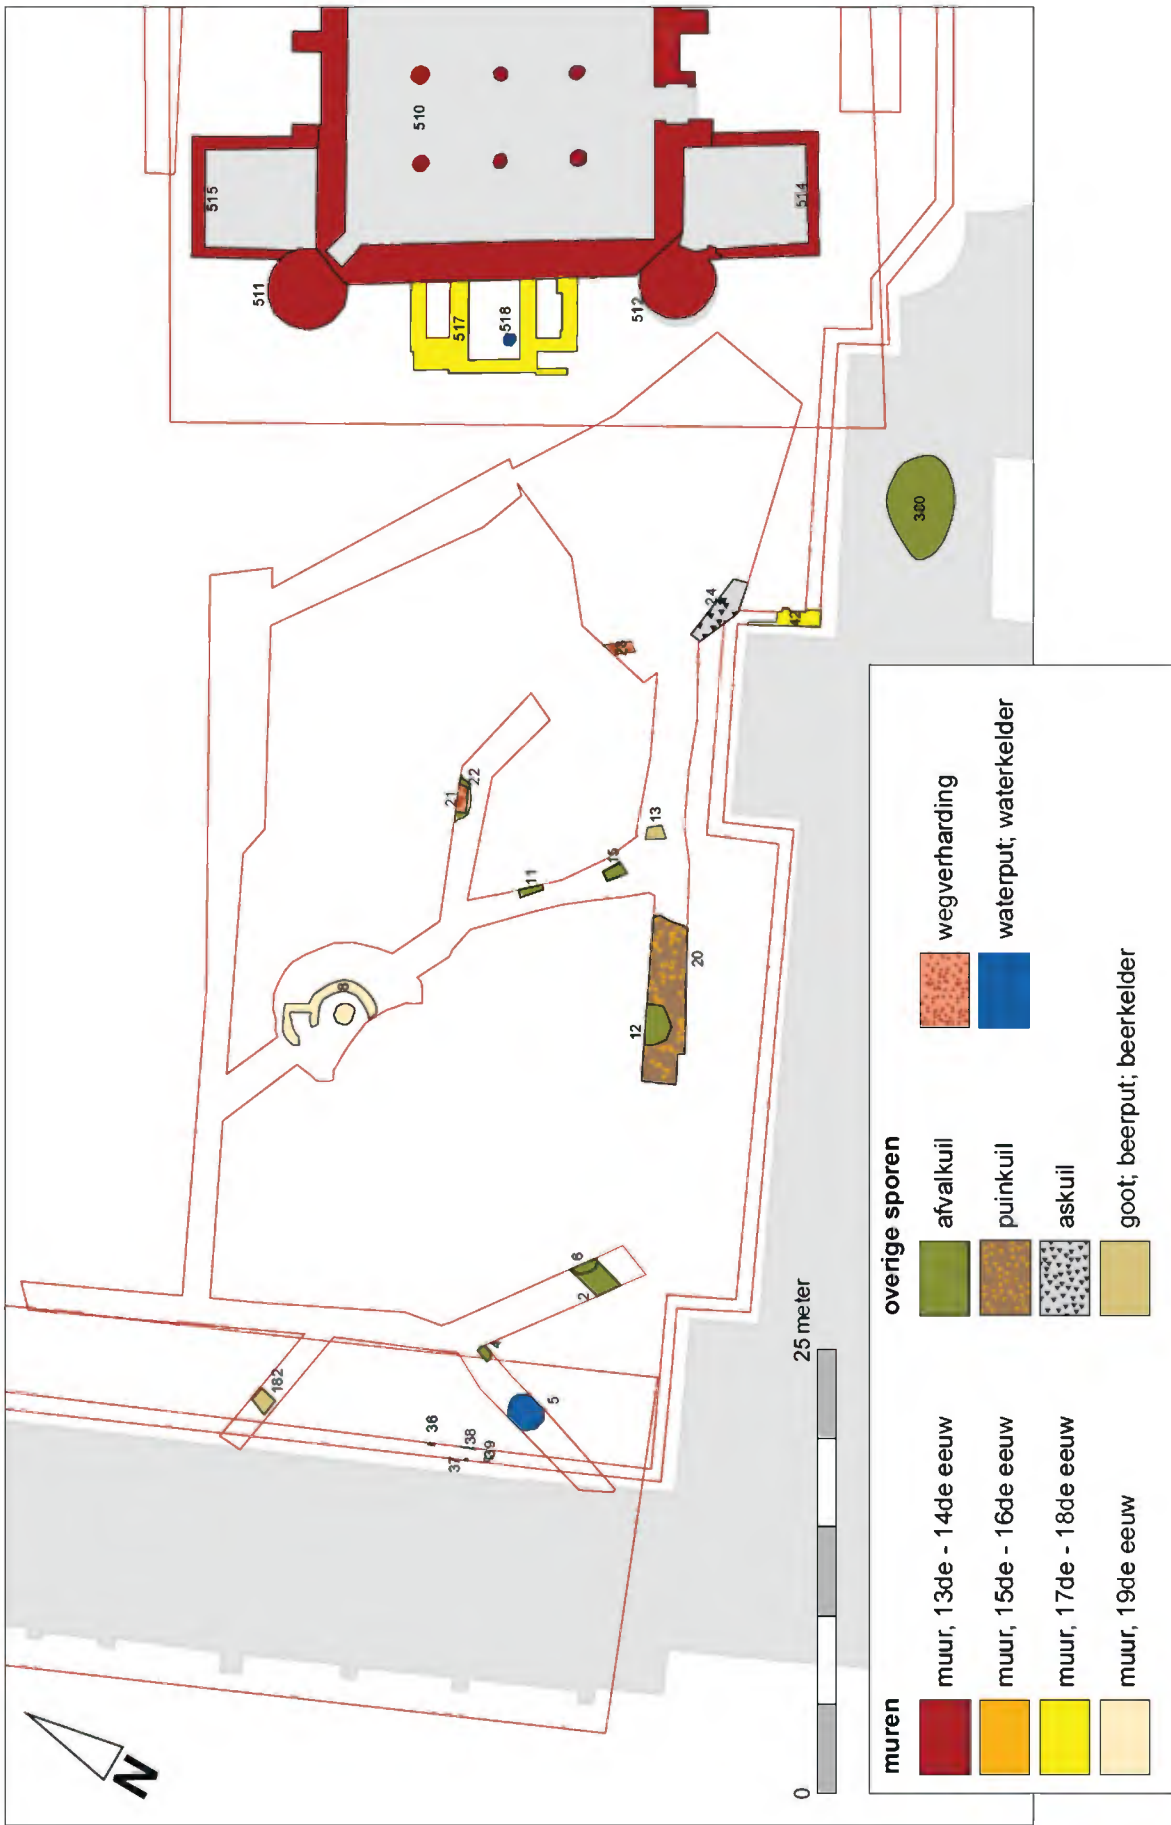 515
511
510
517
518
512
514
380
24
42
23
21
22
13
11
15
8
20
12
6
2
4
182
5
36
38
37
39
N
0
25 meter
muren
muur, 13de - 14de eeuw
muur, 15de - 16de eeuw
muur, 17de - 18de eeuw
muur, 19de eeuw
overige sporen
afvalkuil
puinkuil
askuil
goot; beerput; beerkelder
wegverharding
waterput; waterkelder